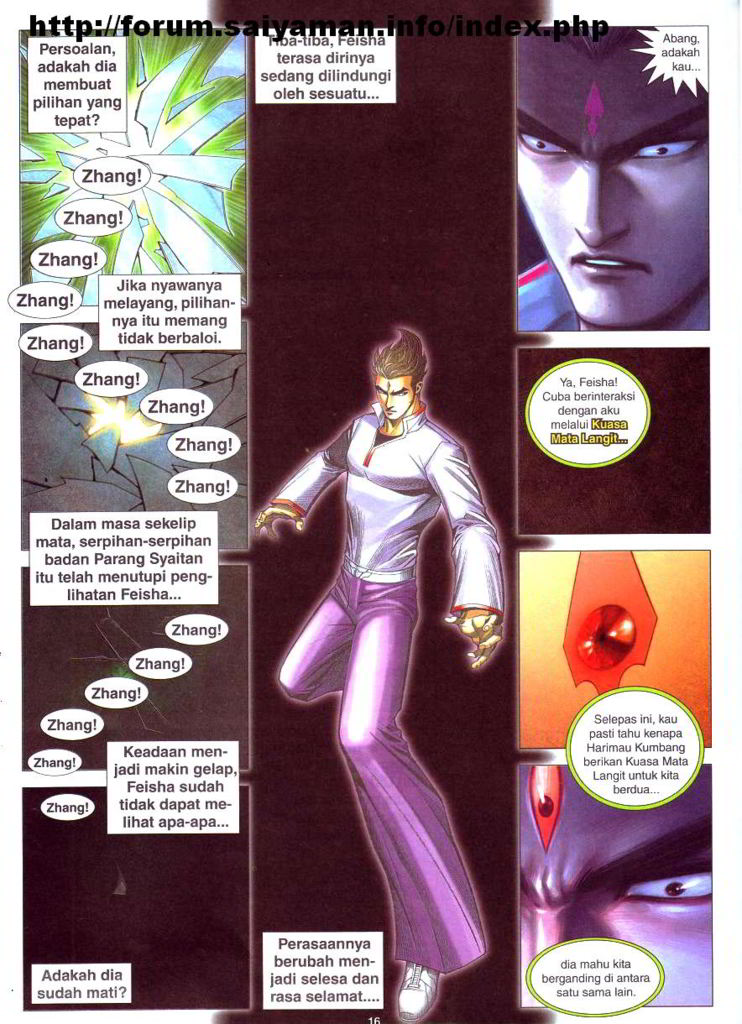 http://forum.saiyaman.info/index.php
Persoalan,
adakah dia
membuat
pilihan yang
tepat?
Zhang!
Zhang!
Zhang!
Zhang!
Jika nyawanya
melayang, pilihan-
nya itu memang
tidak berbaloi.
Zhang!
Zhang!
Zhang!
Zhang!
Zhang!
Dalam masa sekelip
mata, serpihan-serpihan
badan Parang Syaitan
itu telah menutupi peng-
lihatan Feisha...
Zhang!
Zhang!
Zhang!
Zhang!
Zhang!
Keadaan men-
jadi makin gelap,
Feisha sudah
tidak dapat me-
lihat apa-apa...
Zhang!
Adakah dia
sudah mati?
Tiba-tiba, Feisha
terasa dirinya
sedang dilindungi
oleh sesuatu...
Perasaannya
berubah men-
jadi selesa dan
rasa selamat....
Abang,
adakah
kau...
Ya, Feisha!
Cuba berinteraksi
dengan aku
melalui Kuasa
Mata Langit...
Selepas ini, kau
pasti tahu kenapa
Harimau Kumbang
berikan Kuasa Mata
Langit untuk kita
berdua...
dia mahu kita
berganding di antara
satu sama lain.
16